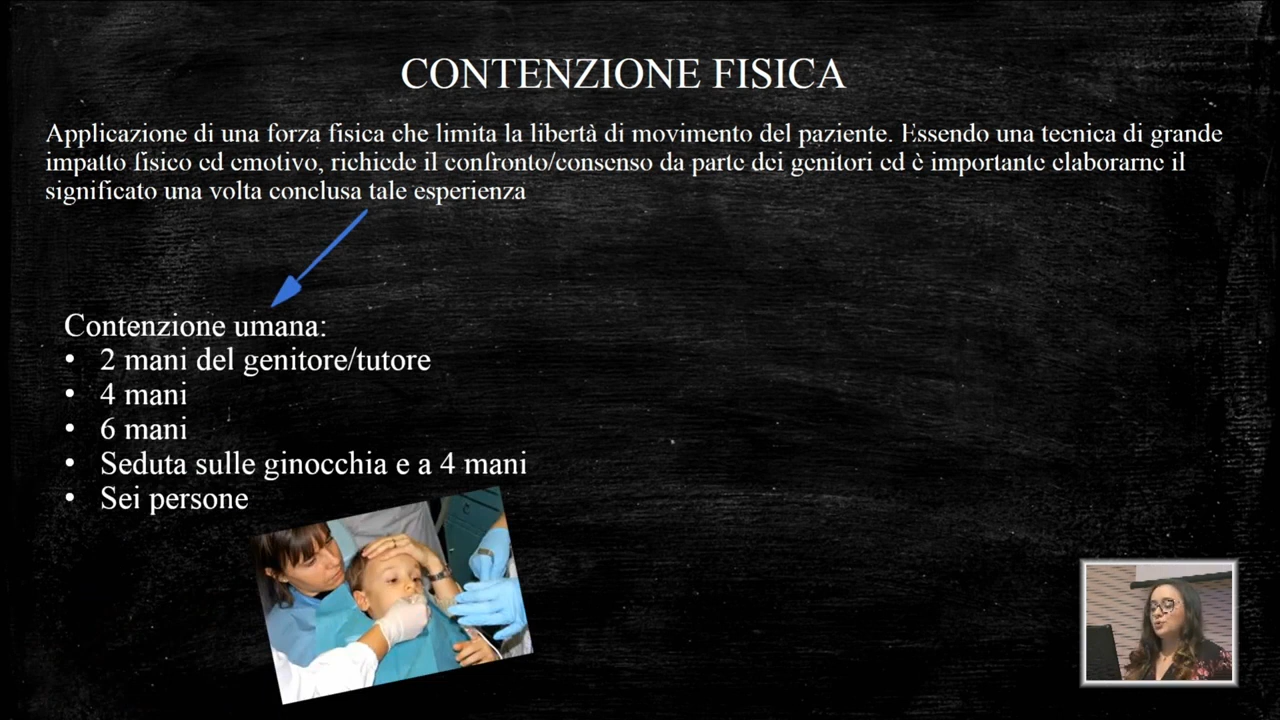 CONTENZIONE FISICA
Applicazione di una forza fisica che limita la libertà di movimento del paziente. Essendo una tecnica di grande
impatto fisico ed emotivo, richiede il confronto/consenso da parte dei genitori ed è importante elaborarne il
significato una volta conclusa tale esperienza
Contenzione umana:
• 2 mani del genitore/tutore
• 4 mani
• 6 mani
• Seduta sulle ginocchia e a 4 mani
• Sei persone